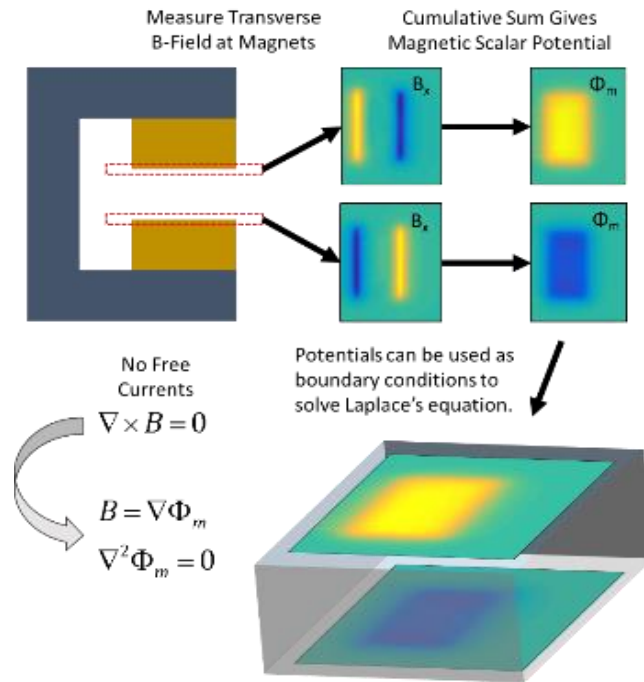 Measure Transverse
B-Field at Magnets
Cumulative Sum Gives
Magnetic Scalar Potential
Bₓ
Φₘ
Bₓ
Φₘ
No Free
Currents
∇ × B = 0
B = ∇Φₘ
∇²Φₘ = 0
Potentials can be used as
boundary conditions to
solve Laplace's equation.